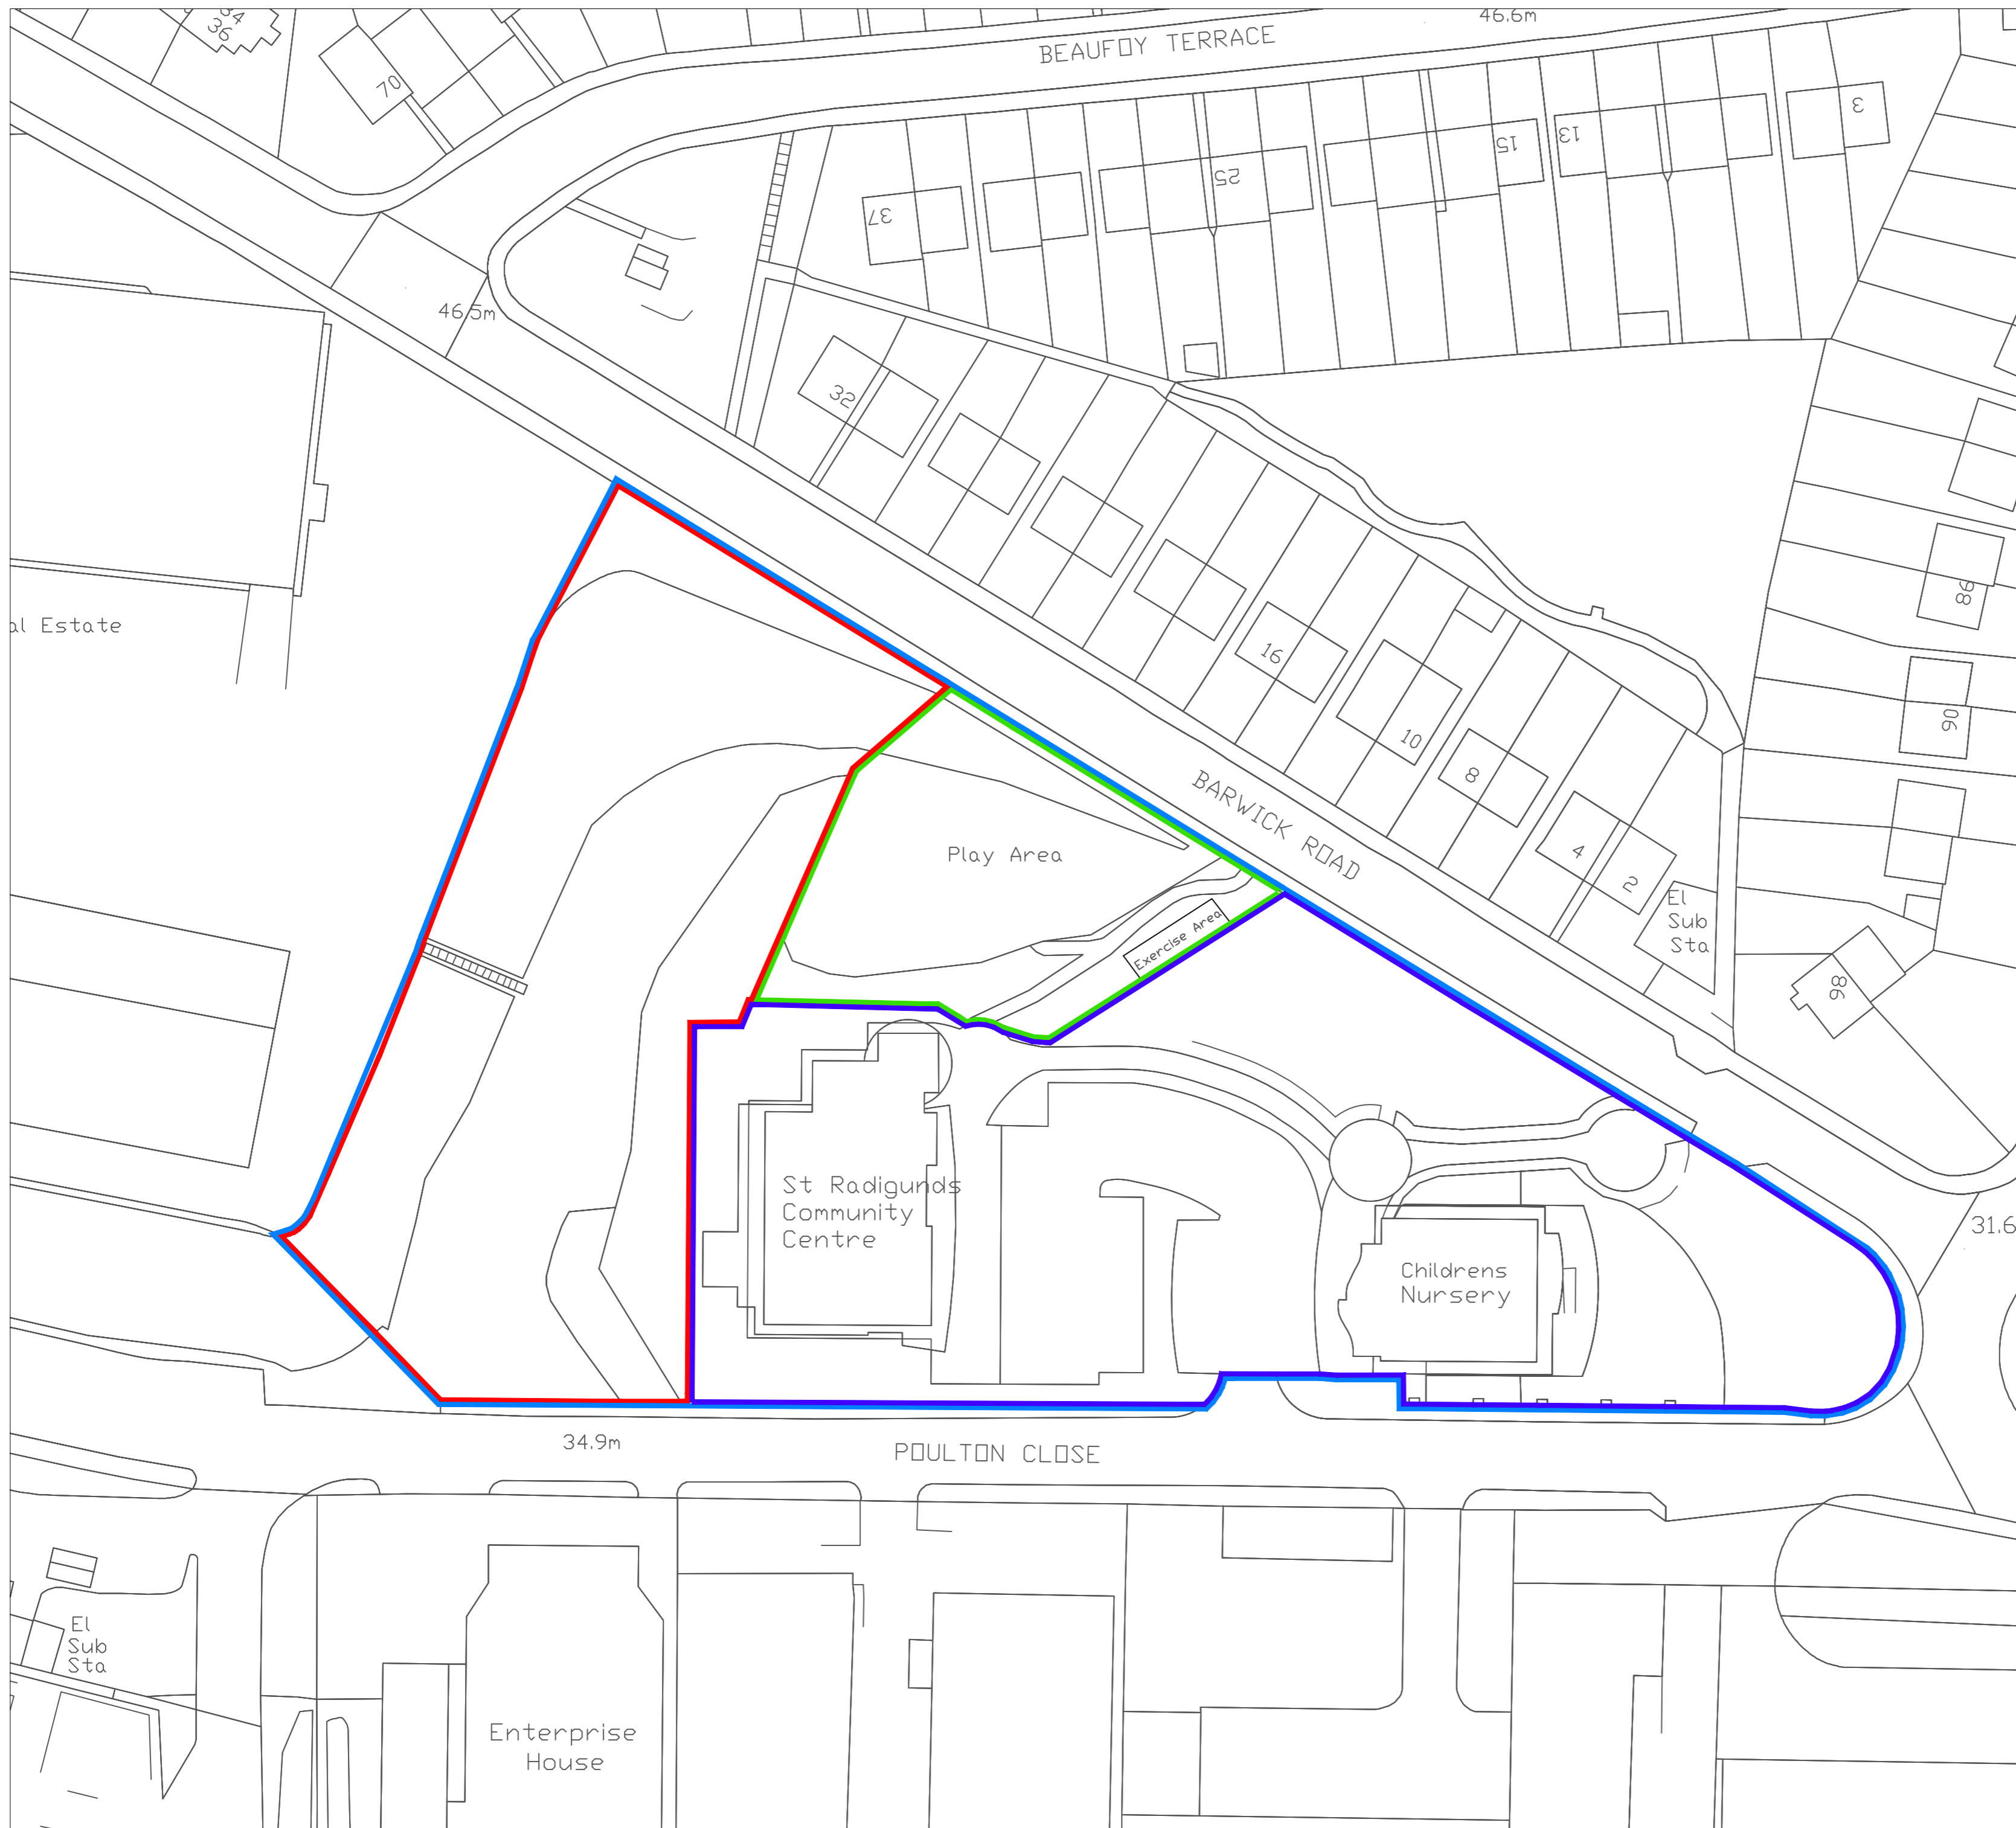 34
36
46.6m
BEAUFOY TERRACE
70
3
13
15
25
37
46.5m
32
86
al Estate
16
90
10
8
BARWICK ROAD
Play Area
4
2
El
Sub
Sta
Exercise Area
98
St Radigunds
Community
Centre
31.6
Childrens
Nursery
34.9m
POULTON CLOSE
El
Sub
Sta
Enterprise
House